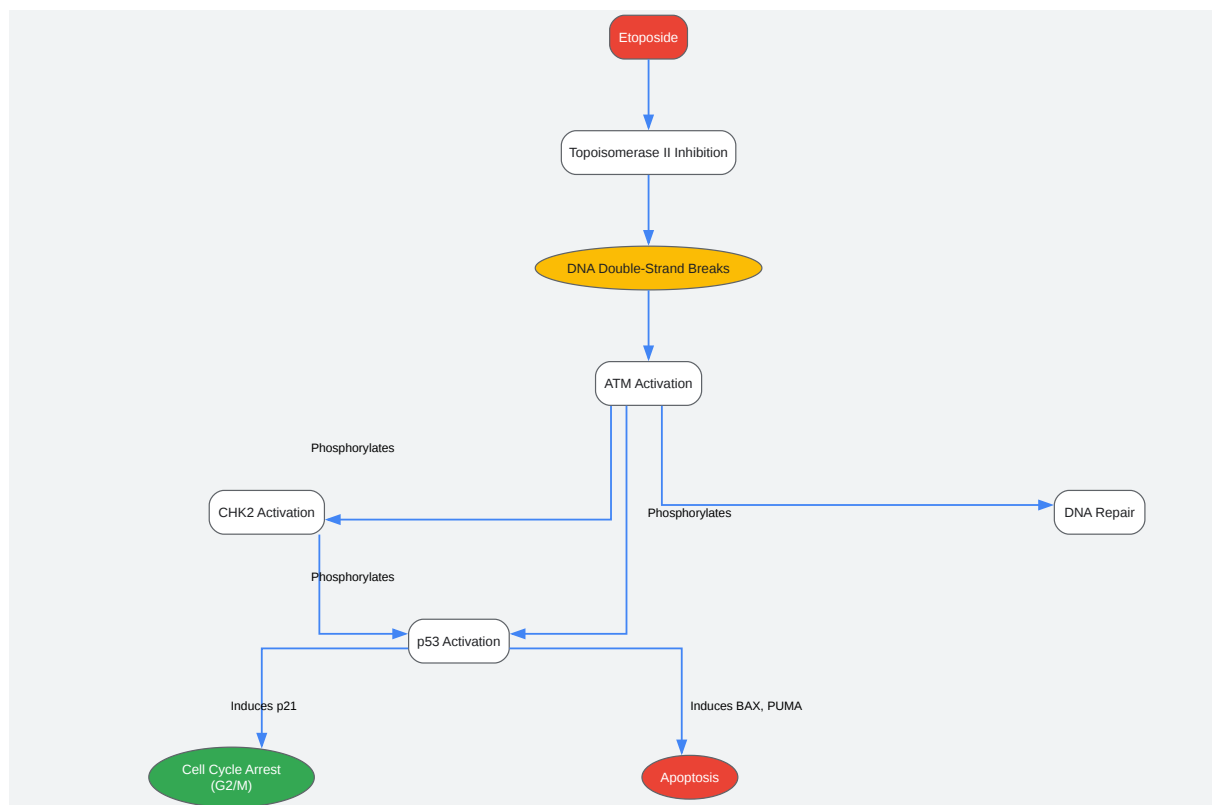 Etoposide
Topoisomerase II Inhibition
DNA Double-Strand Breaks
ATM Activation
Phosphorylates
CHK2 Activation
Phosphorylates
DNA Repair
Phosphorylates
p53 Activation
Induces p21
Induces BAX, PUMA
Cell Cycle Arrest
(G2/M)
Apoptosis